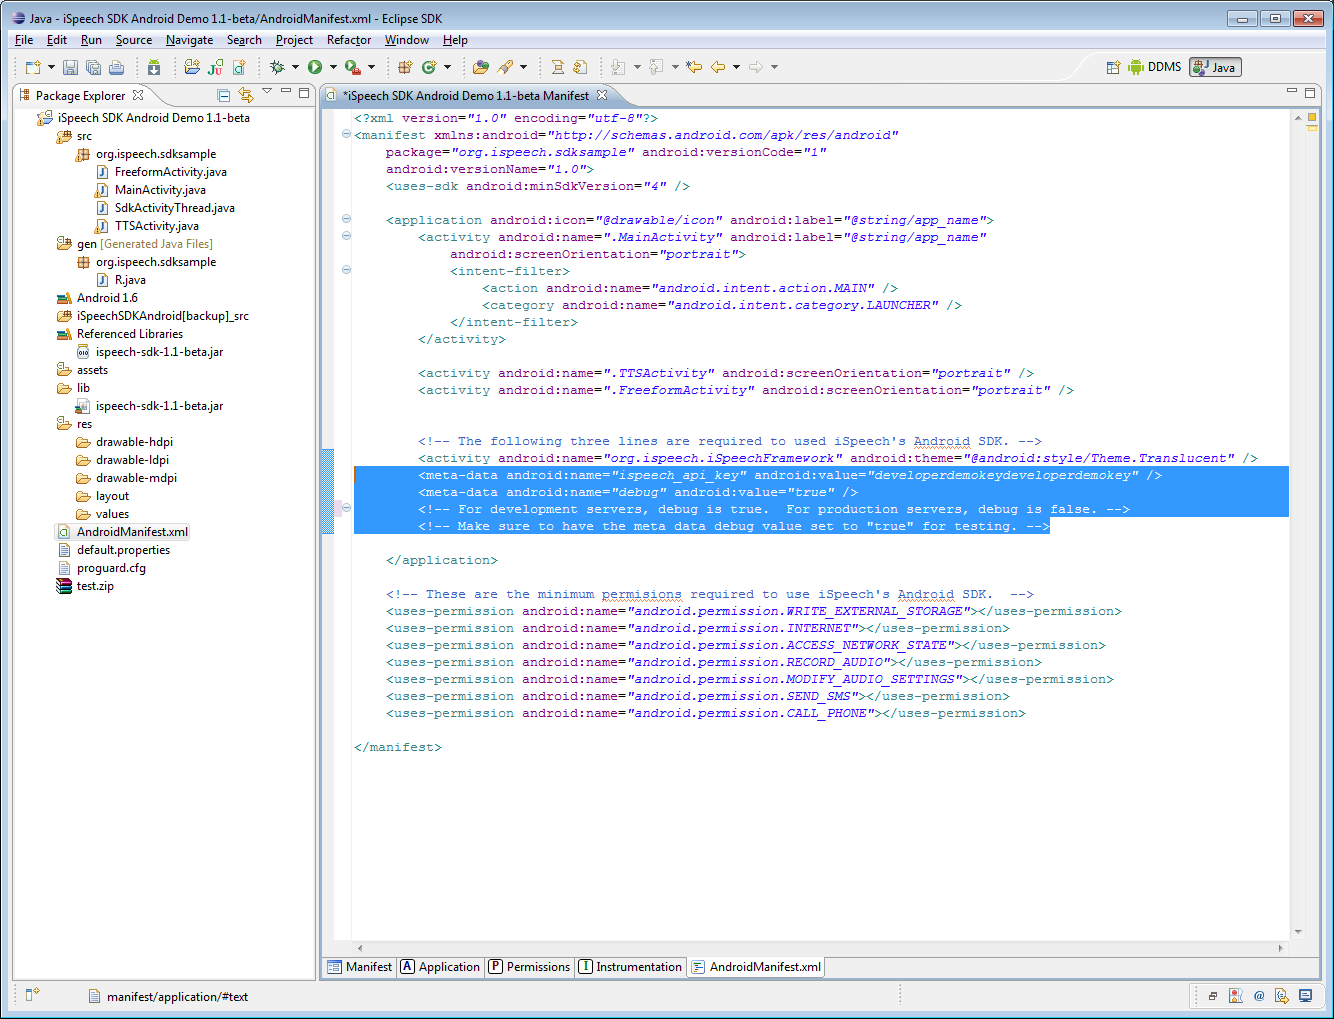 Java - iSpeech SDK Android Demo 1.1-beta/AndroidManifest.xml - Eclipse SDK
File Edit Run Source Navigate Search Project Refactor Window Help
DDMS Java
Package Explorer
iSpeech SDK Android Demo 1.1-beta
src
org.ispeech.sdksample
FreeformActivity.java
MainActivity.java
SdkActivityThread.java
TTSActivity.java
gen [Generated Java Files]
org.ispeech.sdksample
R.java
Android 1.6
iSpeechSDKAndroid[backup]_src
Referenced Libraries
ispeech-sdk-1.1-beta.jar
assets
lib
ispeech-sdk-1.1-beta.jar
res
drawable-hdpi
drawable-ldpi
drawable-mdpi
layout
values
AndroidManifest.xml
default.properties
proguard.cfg
test.zip
*iSpeech SDK Android Demo 1.1-beta Manifest
<?xml version="1.0" encoding="utf-8"?>
<manifest xmlns:android="http://schemas.android.com/apk/res/android"
package="org.ispeech.sdksample" android:versionCode="1"
android:versionName="1.0">
<uses-sdk android:minSdkVersion="4" />
<application android:icon="@drawable/icon" android:label="@string/app_name">
<activity android:name=".MainActivity" android:label="@string/app_name"
android:screenOrientation="portrait">
<intent-filter>
<action android:name="android.intent.action.MAIN" />
<category android:name="android.intent.category.LAUNCHER" />
</intent-filter>
</activity>
<activity android:name=".TTSActivity" android:screenOrientation="portrait" />
<activity android:name=".FreeformActivity" android:screenOrientation="portrait" />
<!-- The following three lines are required to used iSpeech's Android SDK. -->
<activity android:name="org.ispeech.iSpeechFramework" android:theme="@android:style/Theme.Translucent" />
<meta-data android:name="ispeech_api_key" android:value="developerdemokeydeveloperdemokey" />
<meta-data android:name="debug" android:value="true" />
<!-- For development servers, debug is true.  For production servers, debug is false. -->
<!-- Make sure to have the meta data debug value set to "true" for testing. -->
</application>
<!-- These are the minimum permisions required to use iSpeech's Android SDK.  -->
<uses-permission android:name="android.permission.WRITE_EXTERNAL_STORAGE"></uses-permission>
<uses-permission android:name="android.permission.INTERNET"></uses-permission>
<uses-permission android:name="android.permission.ACCESS_NETWORK_STATE"></uses-permission>
<uses-permission android:name="android.permission.RECORD_AUDIO"></uses-permission>
<uses-permission android:name="android.permission.MODIFY_AUDIO_SETTINGS"></uses-permission>
<uses-permission android:name="android.permission.SEND_SMS"></uses-permission>
<uses-permission android:name="android.permission.CALL_PHONE"></uses-permission>
</manifest>
Manifest A Application P Permissions I Instrumentation AndroidManifest.xml
manifest/application/#text